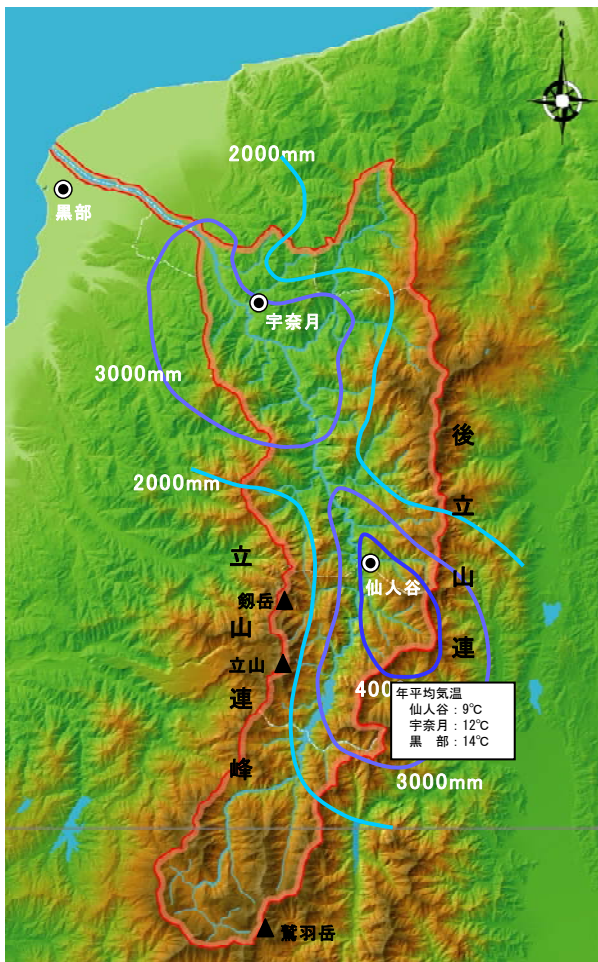 N
2000mm
黒部
宇奈月
3000mm
後立山連
2000mm
立山連峰
仙人谷
剱岳
立山
400
年平均気温
仙人谷：9℃
宇奈月：12℃
黒　部：14℃
3000mm
鷲羽岳